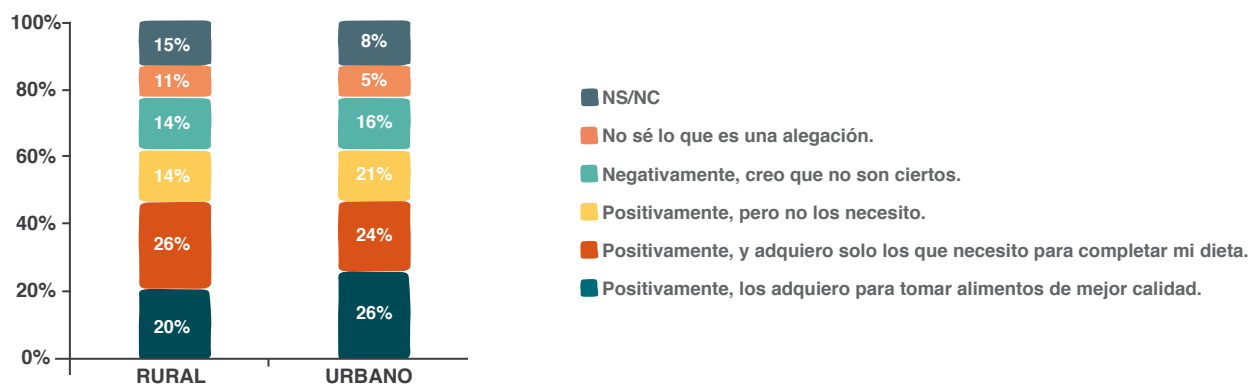 100%
80%
60%
40%
20%
0%
15%
11%
14%
14%
26%
20%
RURAL
8%
5%
16%
21%
24%
26%
URBANO
NS/NC
No sé lo que es una alegación.
Negativamente, creo que no son ciertos.
Positivamente, pero no los necesito.
Positivamente, y adquiero solo los que necesito para completar mi dieta.
Positivamente, los adquiero para tomar alimentos de mejor calidad.